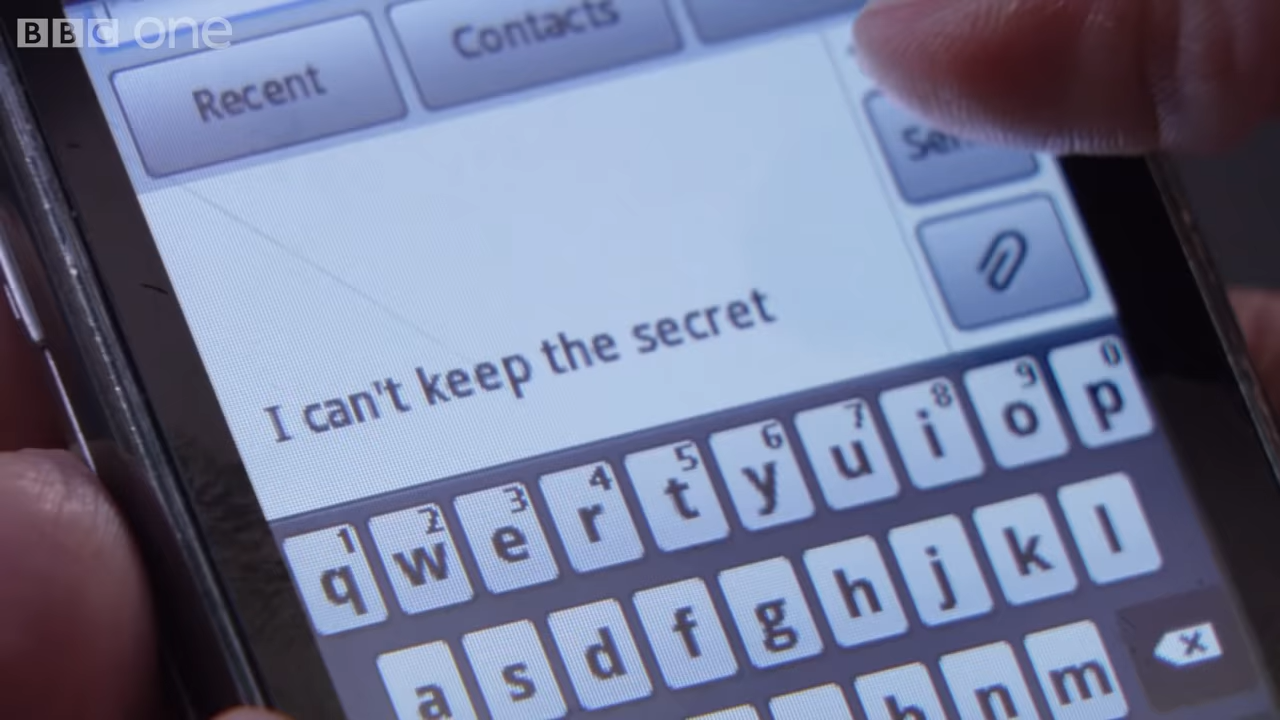 BBC one
Recent
Contacts
I can't keep the secret
1 2 3 4 5 6 7 8 9 0
q w e r t y u i o p
a s d f g h j k l
n m